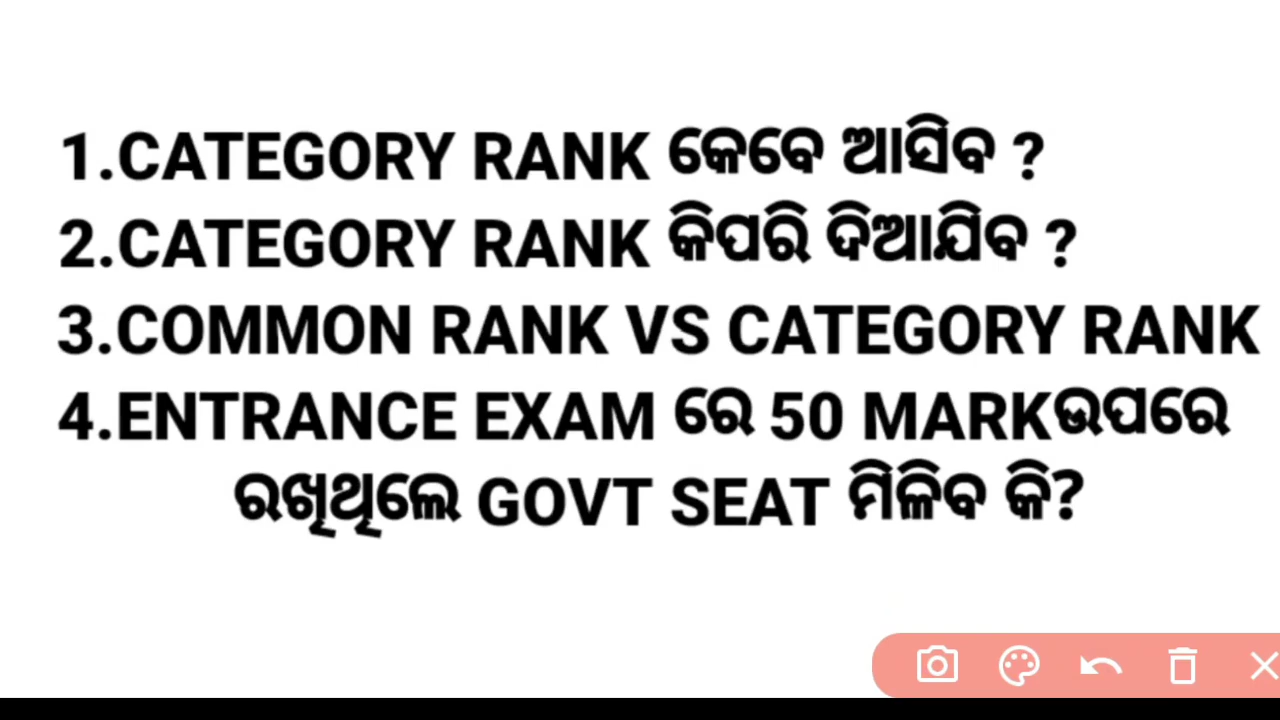 1.CATEGORY RANK କେବେ ଆସିବ ?
2.CATEGORY RANK କିପରି ଦିଆଯିବ ?
3.COMMON RANK VS CATEGORY RANK
4.ENTRANCE EXAM ରେ 50 MARKଉପରେ
ରଖିଥିଲେ GOVT SEAT ମିଳିବ କି?